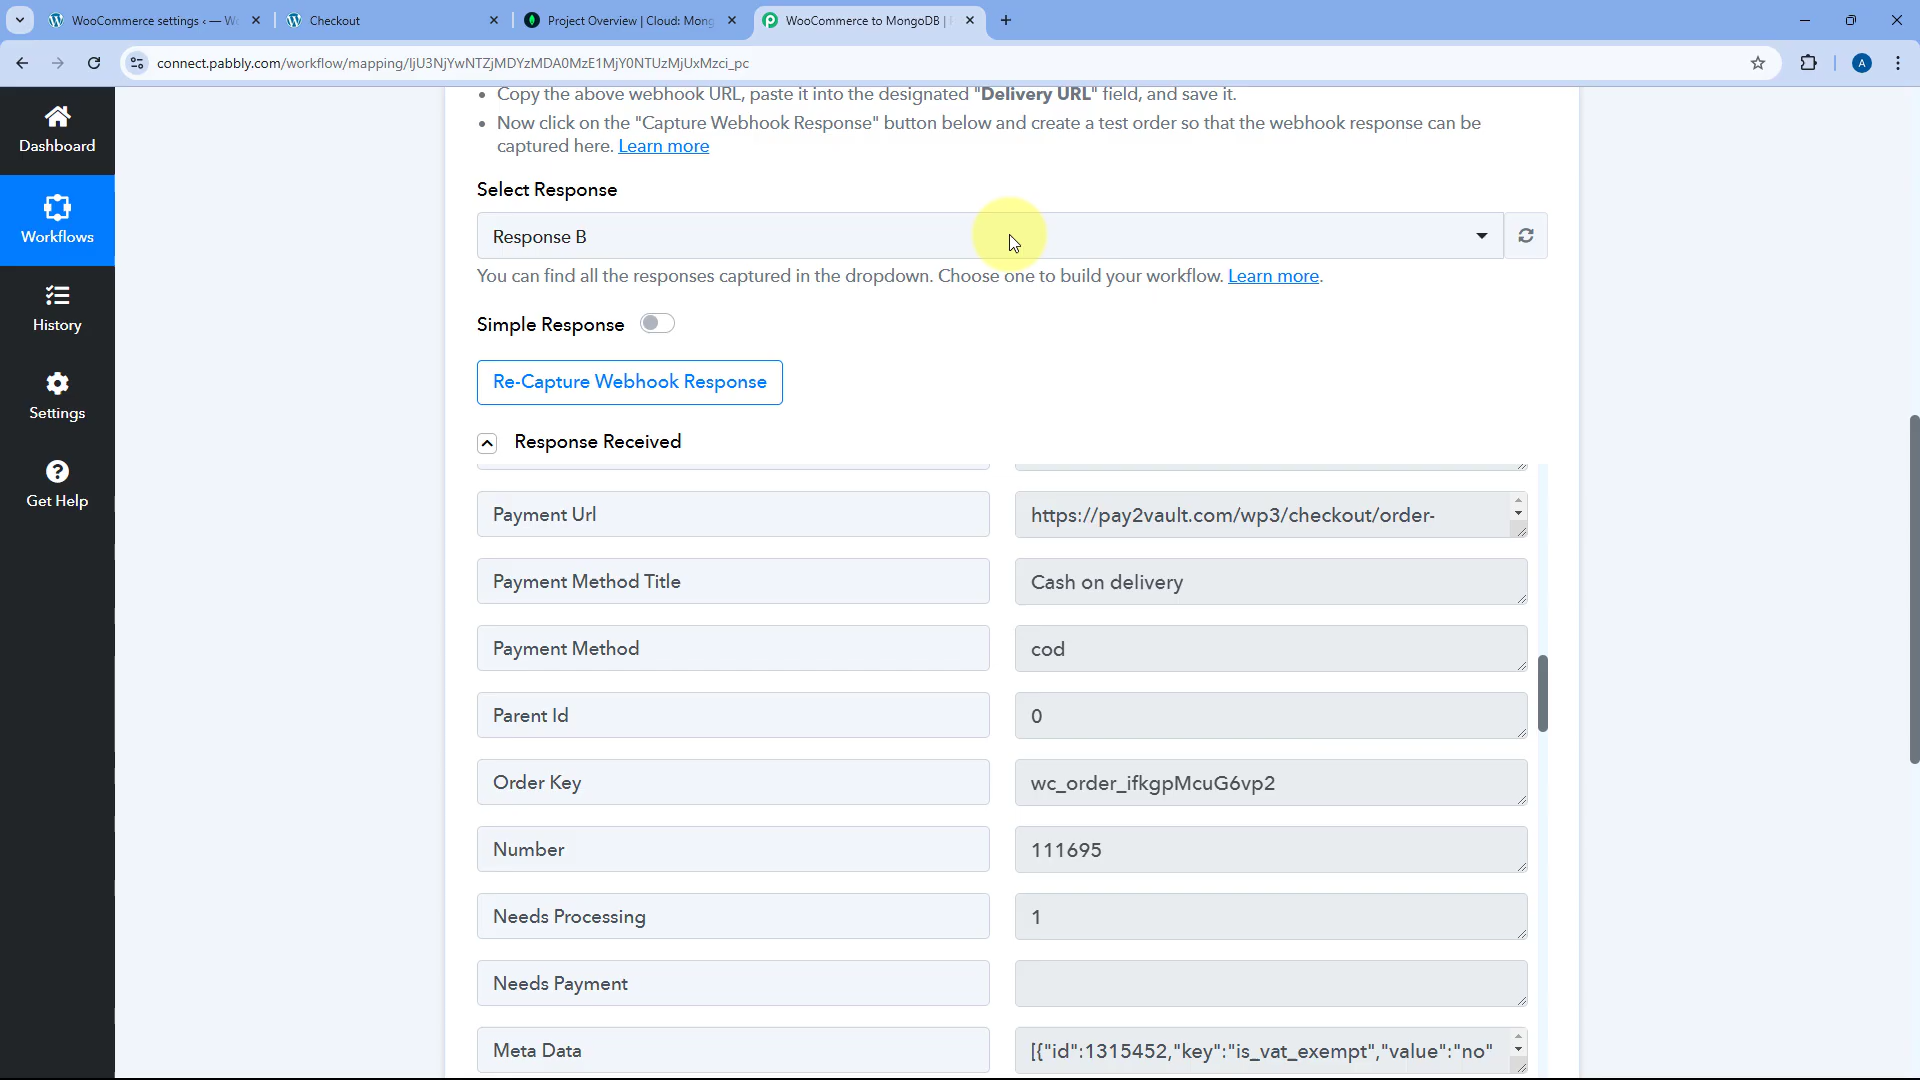 WooCommerce settings ‹ — W
Checkout
Project Overview | Cloud: Mong
WooCommerce to MongoDB |
connect.pabbly.com/workflow/mapping/IjU3NjYwNTZjMDYzMDA0MzE1MjY0NTUzMjUxMzci_pc
A
Dashboard
Workflows
History
Settings
Get Help
• Copy the above webhook URL, paste it into the designated "Delivery URL" field, and save it.
• Now click on the "Capture Webhook Response" button below and create a test order so that the webhook response can be
captured here. Learn more
Select Response
Response B
You can find all the responses captured in the dropdown. Choose one to build your workflow. Learn more.
Simple Response
Re-Capture Webhook Response
Response Received
Payment Url
https://pay2vault.com/wp3/checkout/order-
Payment Method Title
Cash on delivery
Payment Method
cod
Parent Id
0
Order Key
wc_order_ifkgpMcuG6vp2
Number
111695
Needs Processing
1
Needs Payment
Meta Data
[{"id":1315452,"key":"is_vat_exempt","value":"no"